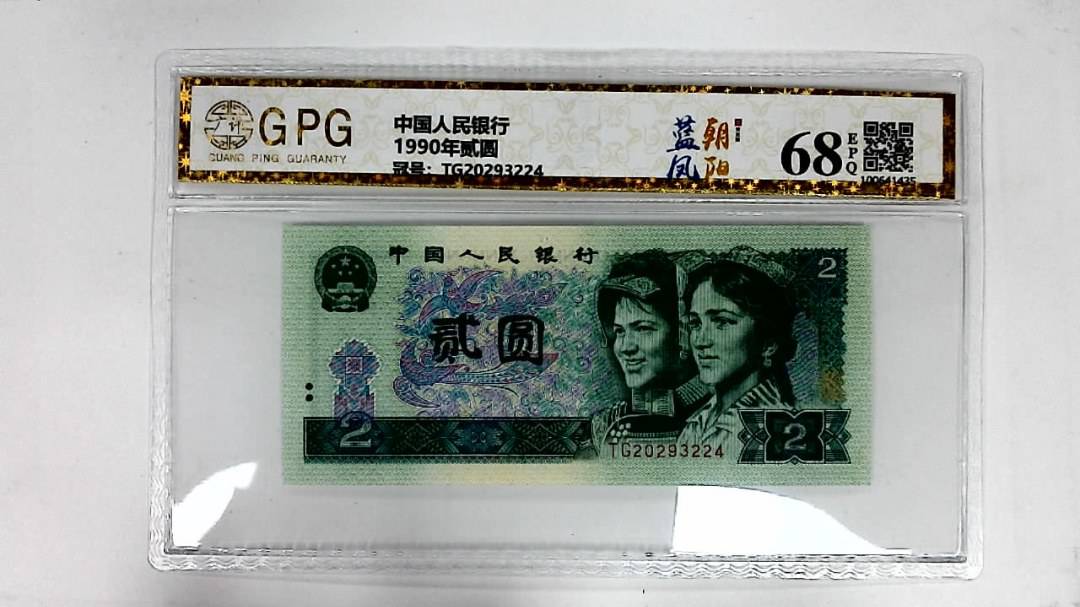 GPG
GUANG PING GUARANTY
中国人民银行
1990年贰圆
冠号: TG20293224
蓝凤
朝阳
68
EPQ
100641435
中国人民银行
2
贰圆
2
TG20293224
2